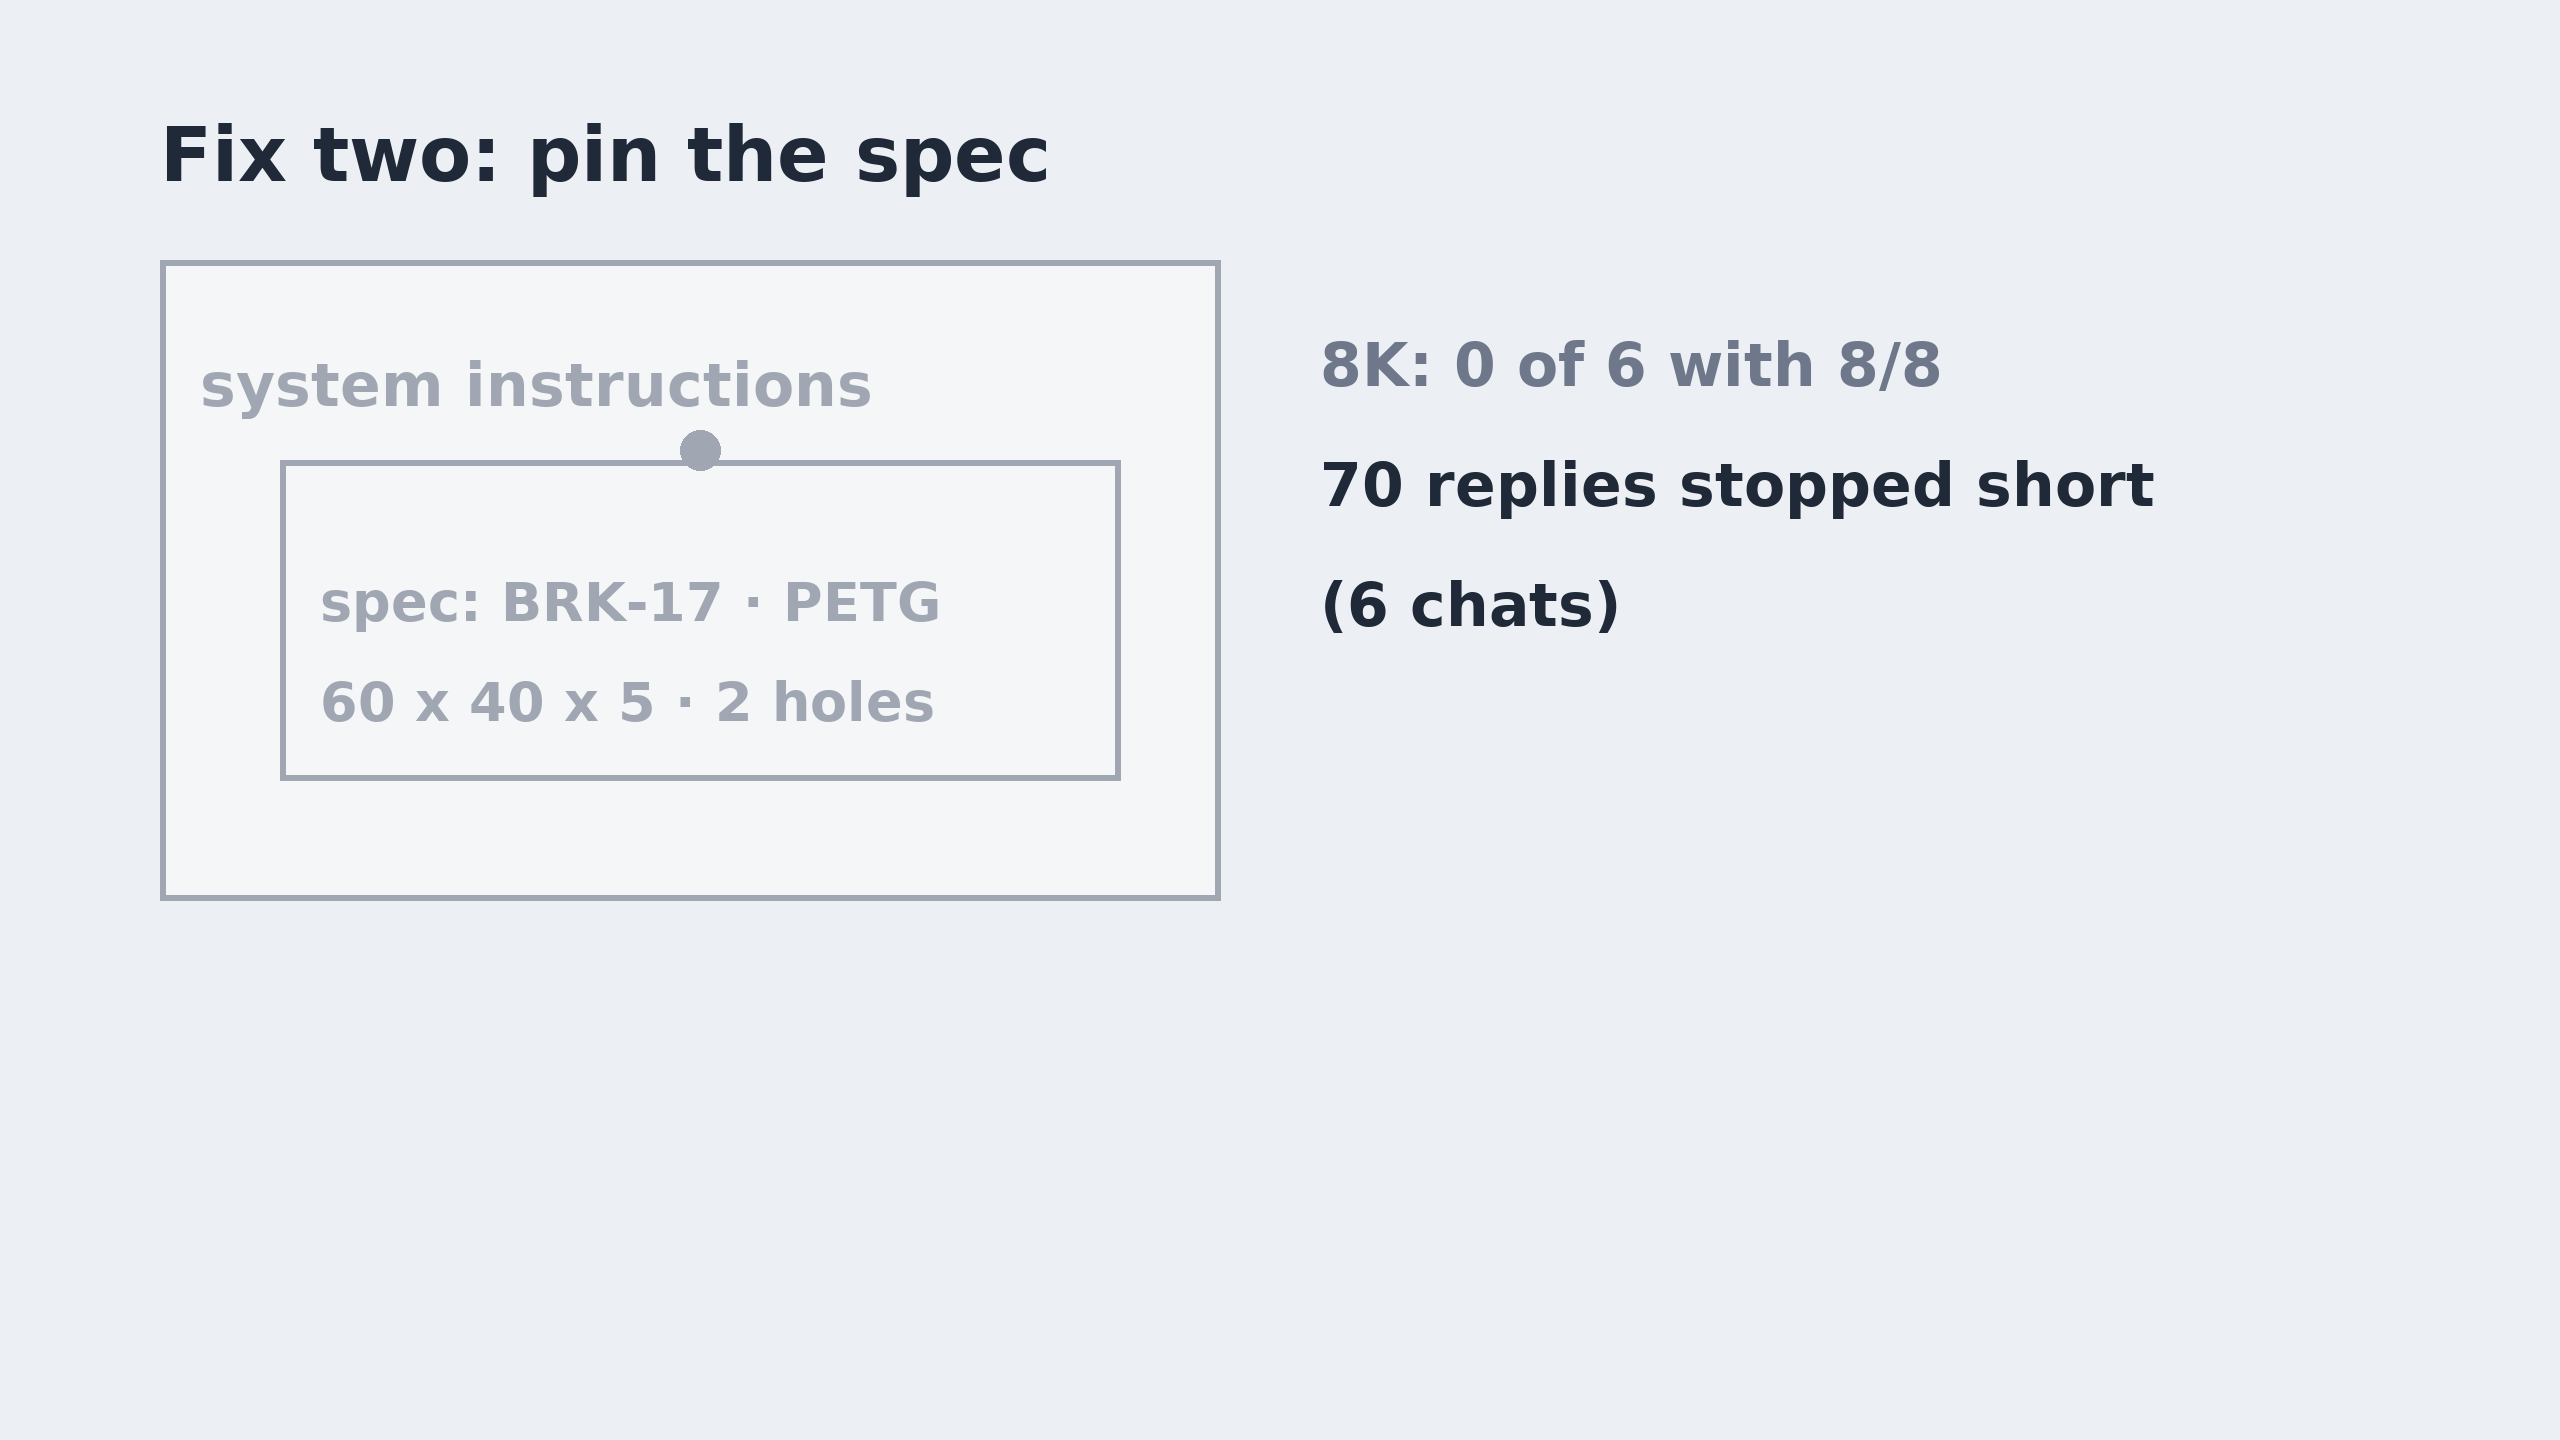 Fix two: pin the spec
system instructions
spec: BRK-17 · PETG
60 x 40 x 5 · 2 holes
8K: 0 of 6 with 8/8
70 replies stopped short
(6 chats)